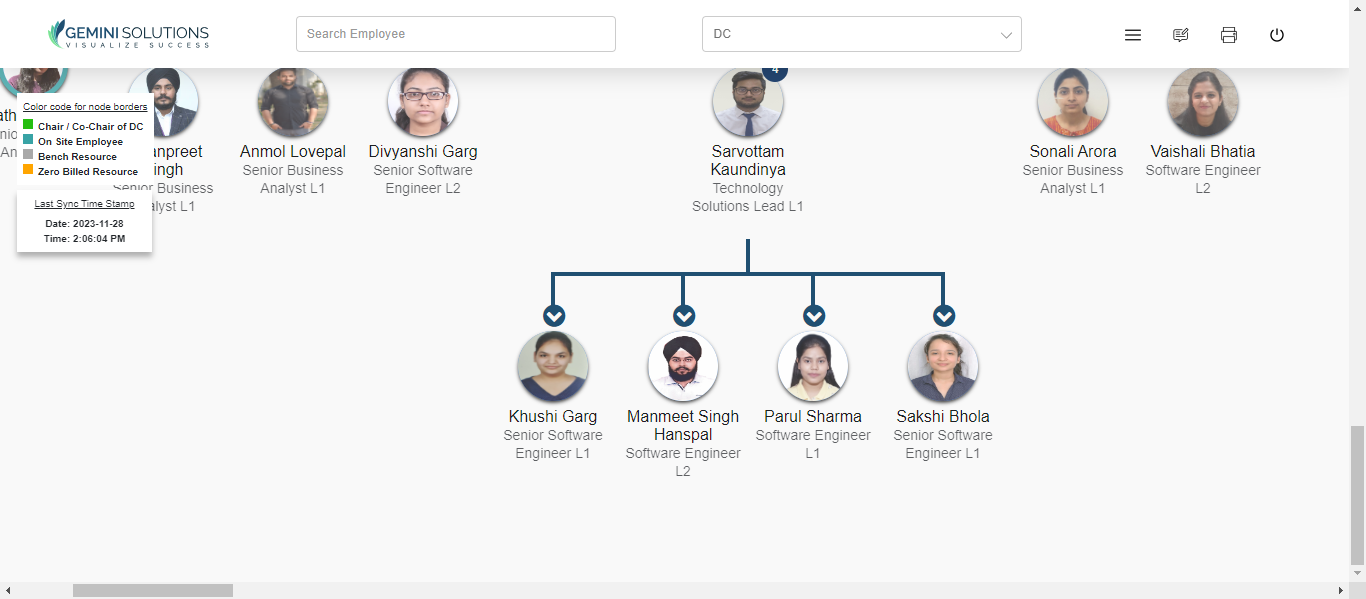 GEMINI SOLUTIONS
VISUALIZE SUCCESS
Search Employee
DC
4
Color code for node borders
Chair / Co-Chair of DC
On Site Employee
Bench Resource
Zero Billed Resource
Last Sync Time Stamp
Date: 2023-11-28
Time: 2:06:04 PM
ath
nic
An
anpreet
ingh
Senior Business
alyst L1
Anmol Lovepal
Senior Business
Analyst L1
Divyanshi Garg
Senior Software
Engineer L2
Sarvottam
Kaundinya
Technology
Solutions Lead L1
Sonali Arora
Senior Business
Analyst L1
Vaishali Bhatia
Software Engineer
L2
Khushi Garg
Senior Software
Engineer L1
Manmeet Singh
Hanspal
Software Engineer
L2
Parul Sharma
Software Engineer
L1
Sakshi Bhola
Senior Software
Engineer L1